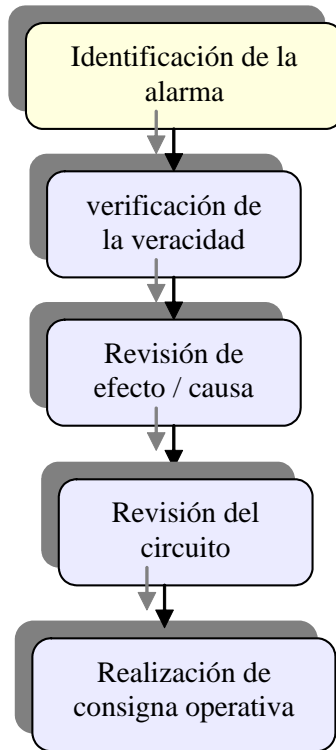 Identificación de la
alarma
verificación de
la veracidad
Revisión de
efecto / causa
Revisión del
circuito
Realización de
consigna operativa